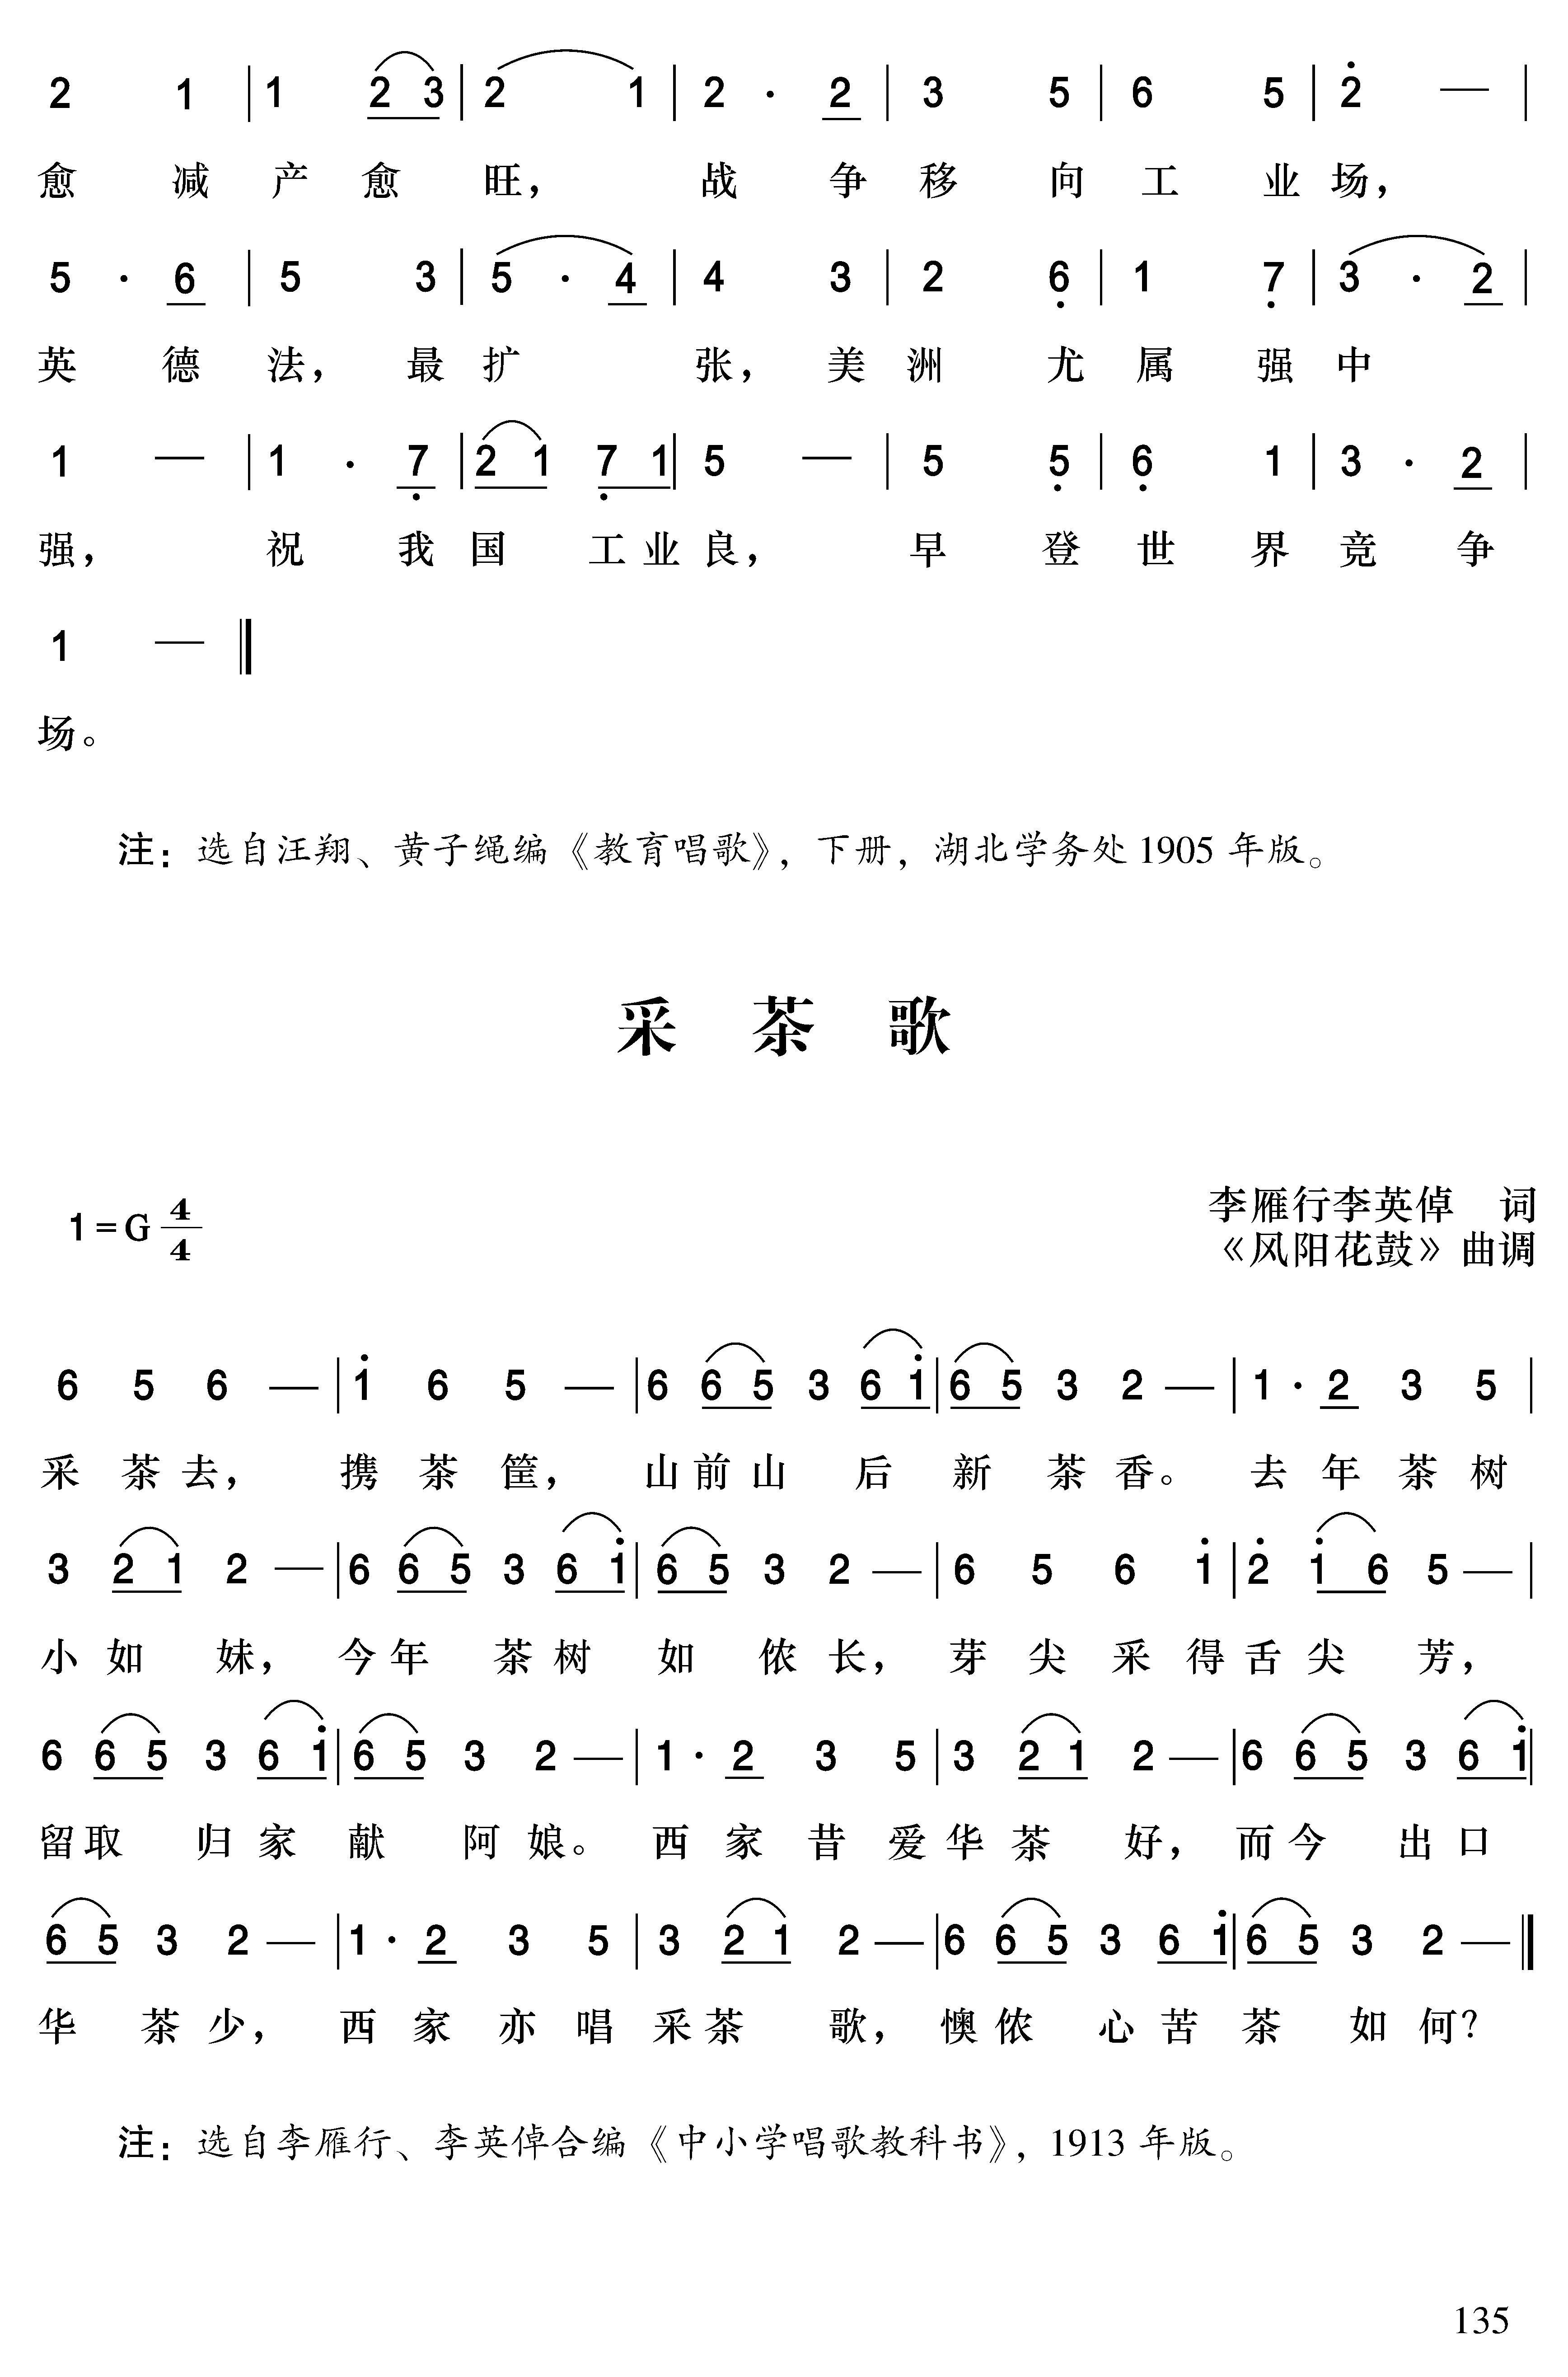 2 1 | 1 2 3 | 2 1 | 2 · 2 | 3 5 | 6 5 | 2̇ — |
愈 减 产 愈 旺， 战 争 移 向 工 业 场，
5 · 6 | 5 3 | 5 · 4 | 4 3 | 2 6̣ | 1 7̣ | 3 · 2 |
英 德 法， 最 扩 张， 美 洲 尤 属 强 中
1 — | 1 · 7̣ | 2 1 7̣ 1 | 5 — | 5 5̣ | 6̣ 1 | 3 · 2 |
强， 祝 我 国 工 业 良， 早 登 世 界 竞 争
1 — ‖
场。
注：选自汪翔、黄子绳编《教育唱歌》，下册，湖北学务处 1905 年版。
采 茶 歌
1=G 4/4
李雁行李英倬 词
《风阳花鼓》曲调
6 5 6 — | 1̇ 6 5 — | 6 6 5 3 6 1̇ | 6 5 3 2 — | 1 · 2 3 5 |
采 茶 去， 携 茶 筐， 山 前 山 后 新 茶 香。 去 年 茶 树
3 2 1 2 — | 6 6 5 3 6 1̇ | 6 5 3 2 — | 6 5 6 1̇ | 2̇ 1̇ 6 5 — |
小 如 妹， 今 年 茶 树 如 侬 长， 芽 尖 采 得 舌 尖 芳，
6 6 5 3 6 1̇ | 6 5 3 2 — | 1 · 2 3 5 | 3 2 1 2 — | 6 6 5 3 6 1̇ |
留 取 归 家 献 阿 娘。 西 家 昔 爱 华 茶 好， 而 今 出 口
6 5 3 2 — | 1 · 2 3 5 | 3 2 1 2 — | 6 6 5 3 6 1̇ | 6 5 3 2 — ‖
华 茶 少， 西 家 亦 唱 采 茶 歌， 懊 侬 心 苦 茶 如 何？
注：选自李雁行、李英倬合编《中小学唱歌教科书》，1913 年版。
135